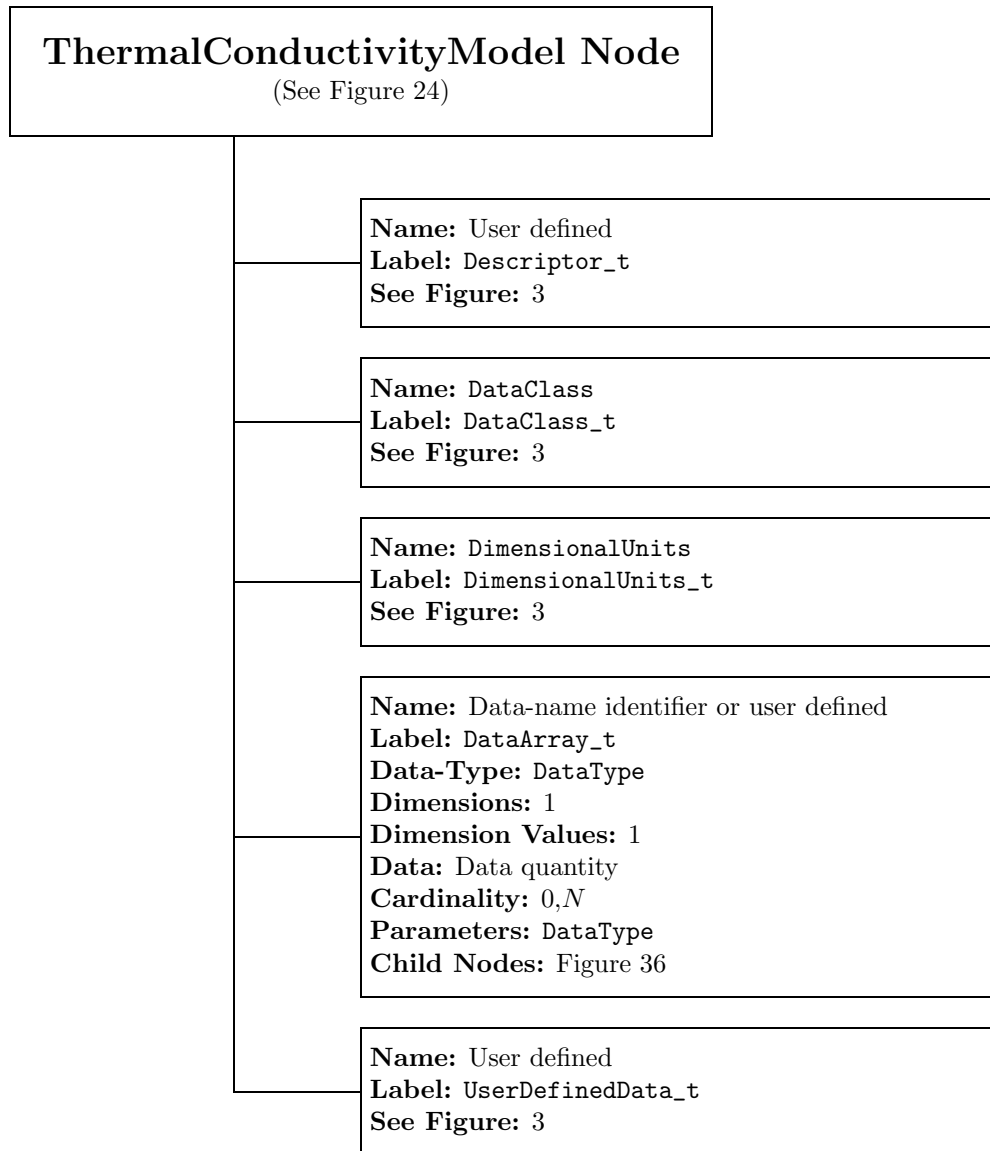 ThermalConductivityModel Node
(See Figure 24)
Name: User defined
Label: Descriptor_t
See Figure: 3
Name: DataClass
Label: DataClass_t
See Figure: 3
Name: DimensionalUnits
Label: DimensionalUnits_t
See Figure: 3
Name: Data-name identifier or user defined
Label: DataArray_t
Data-Type: DataType
Dimensions: 1
Dimension Values: 1
Data: Data quantity
Cardinality: 0,N
Parameters: DataType
Child Nodes: Figure 36
Name: User defined
Label: UserDefinedData_t
See Figure: 3